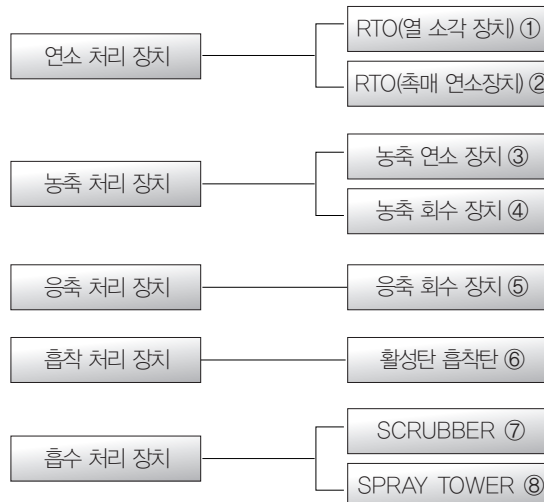 연소 처리 장치
RTO(열 소각 장치) ①
RTO(촉매 연소장치) ②
농축 처리 장치
농축 연소 장치 ③
농축 회수 장치 ④
응축 처리 장치
응축 회수 장치 ⑤
흡착 처리 장치
활성탄 흡착탄 ⑥
흡수 처리 장치
SCRUBBER ⑦
SPRAY TOWER ⑧